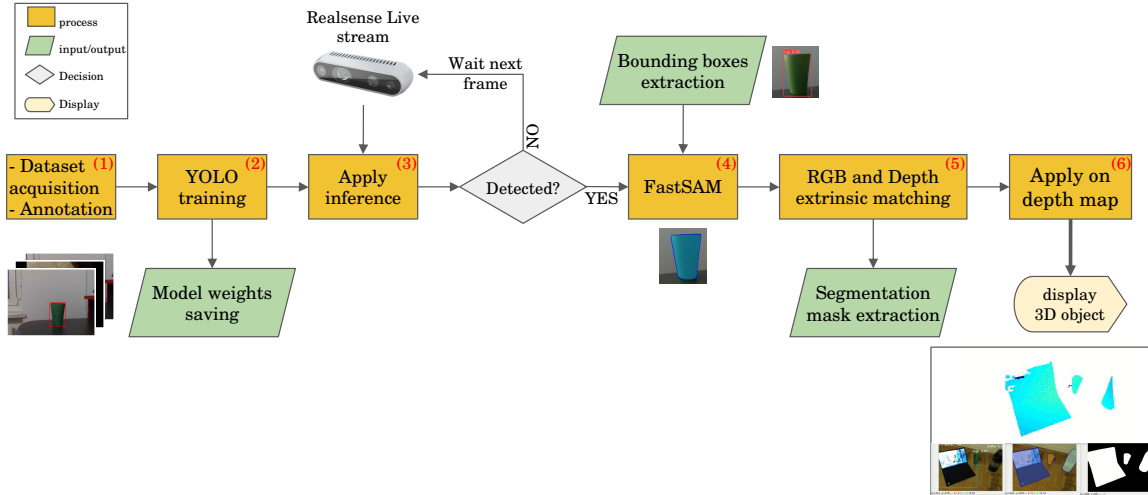 process
input/output
Decision
Display
Realsense Live
stream
Wait next
frame
NO
Bounding boxes
extraction
(1)
- Dataset
acquisition
- Annotation
(2)
YOLO
training
(3)
Apply
inference
Detected?
YES
(4)
FastSAM
(5)
RGB and Depth
extrinsic matching
(6)
Apply on
depth map
Model weights
saving
Segmentation
mask extraction
display
3D object